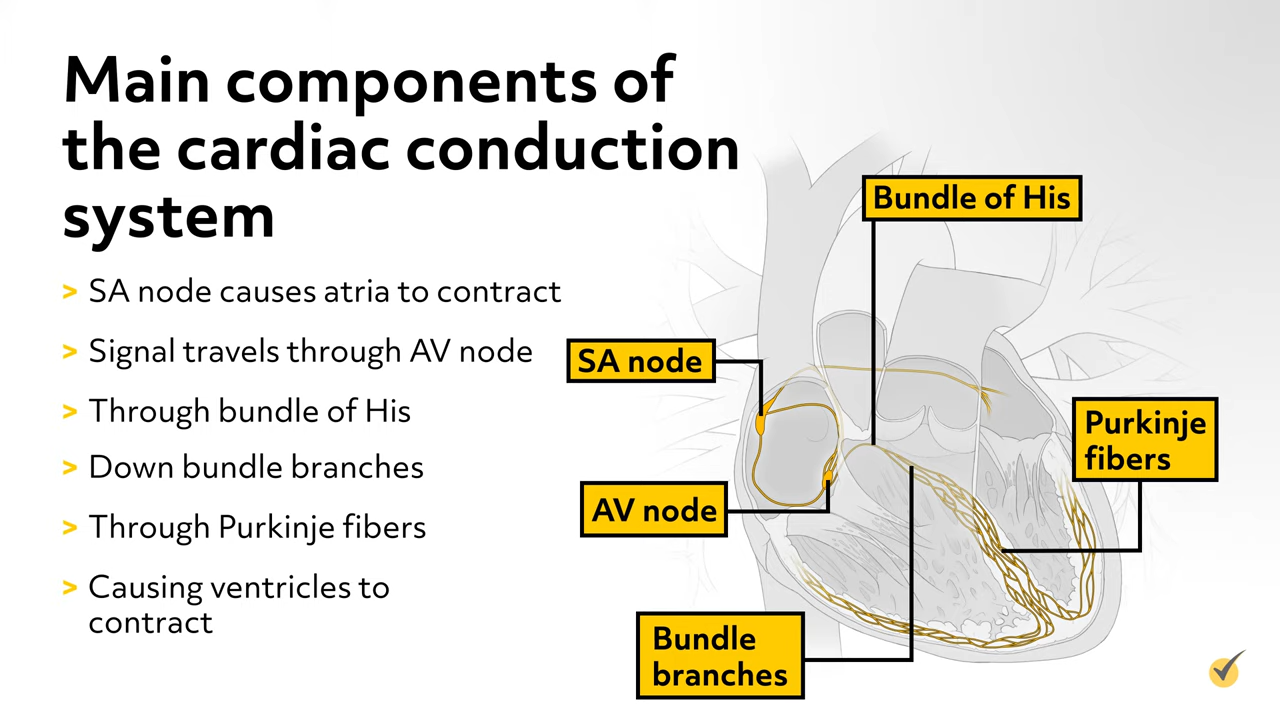 Main components of
the cardiac conduction
system
> SA node causes atria to contract
> Signal travels through AV node
> Through bundle of His
> Down bundle branches
> Through Purkinje fibers
> Causing ventricles to
contract
Bundle of His
SA node
Purkinje
fibers
AV node
Bundle
branches